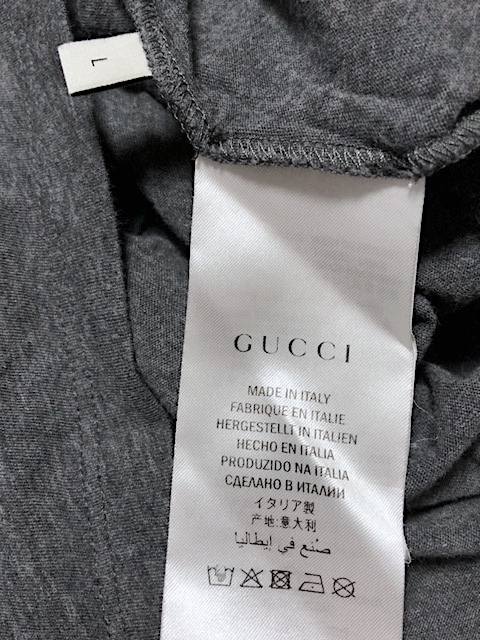 L
GUCCI
MADE IN ITALY
FABRIQUE EN ITALIE
HERGESTELLT IN ITALIEN
HECHO EN ITALIA
PRODUZIDO NA ITALIA
СДЕЛАНО В ИТАЛИИ
イタリア製
产地:意大利
صنع في إيطاليا